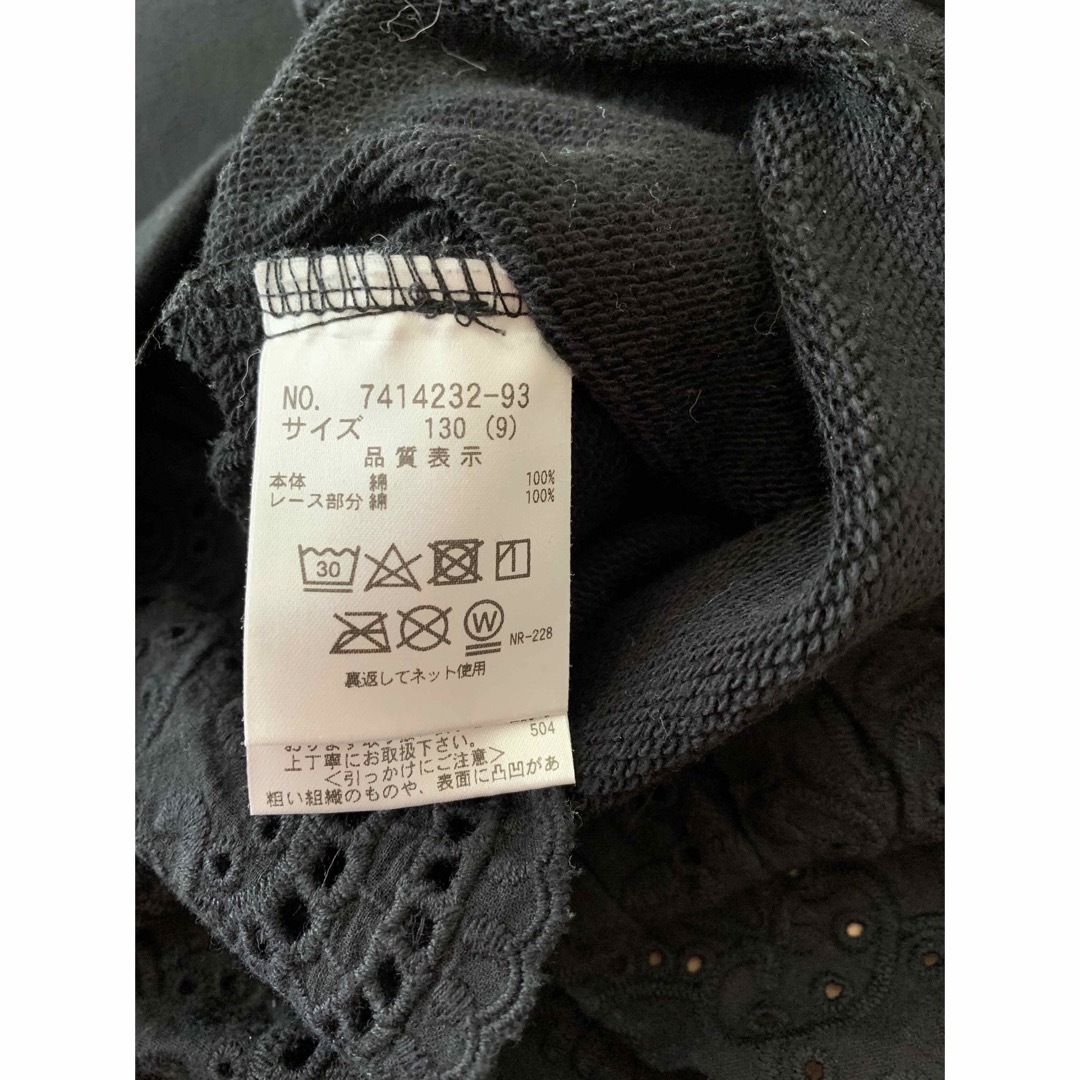 NO. 7414232-93
サイズ 130 (9)
品質表示
本体 綿 100%
レース部分 綿 100%
30
W
NR-228
裏返してネット使用
504
上丁寧にお取扱下さい。
<引っかけにご注意>
粗い組織のものや、表面に凸凹があ